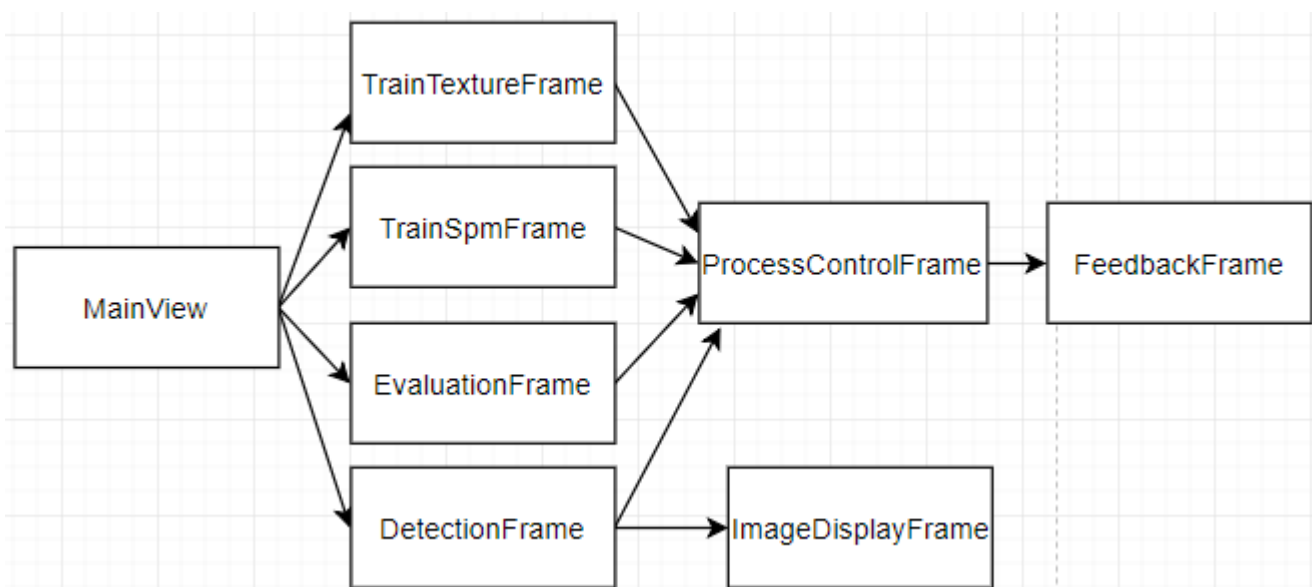 TrainTextureFrame
TrainSpmFrame
ProcessControlFrame
FeedbackFrame
MainView
EvaluationFrame
DetectionFrame
ImageDisplayFrame